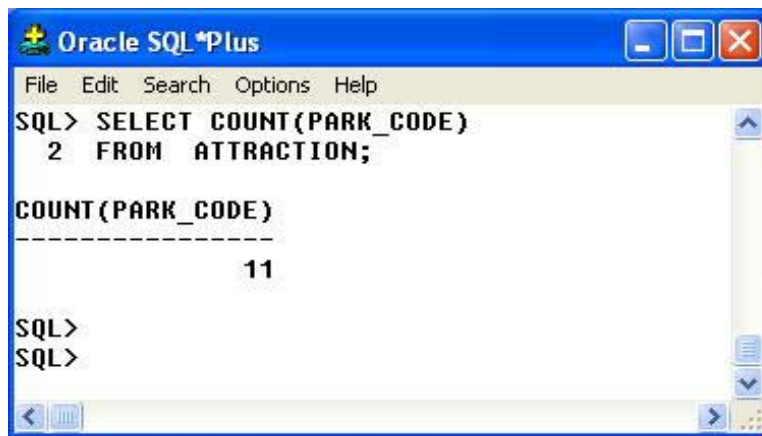 Oracle SQL*Plus
File Edit Search Options Help
SQL> SELECT COUNT(PARK_CODE)
2 FROM ATTRACTION;
COUNT(PARK_CODE)
----------------
11
SQL>
SQL>